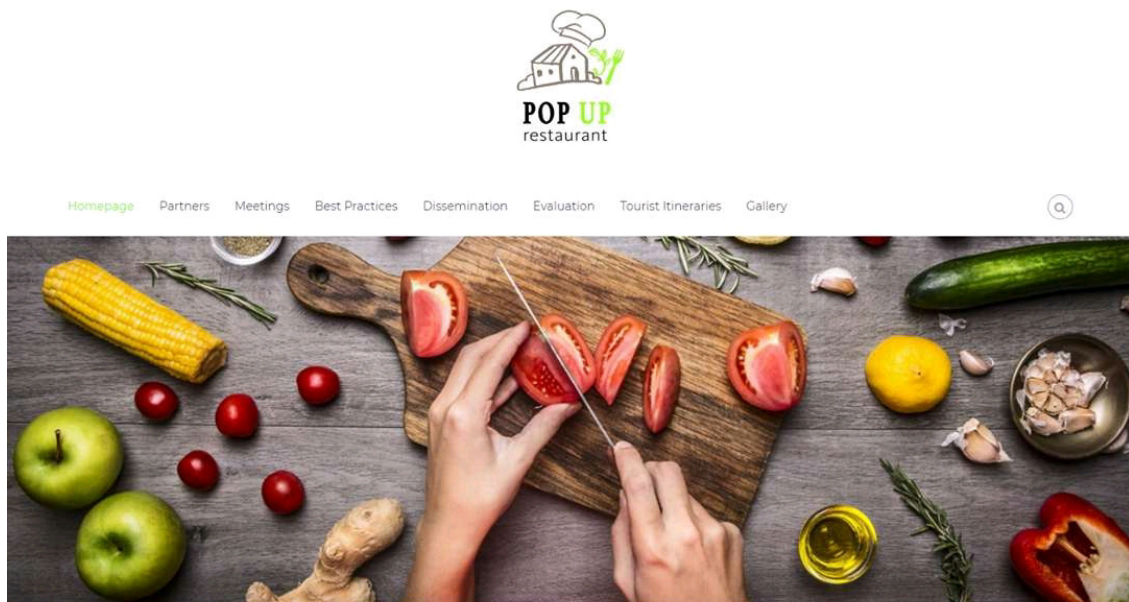 POP UP
restaurant
Homepage Partners Meetings Best Practices Dissemination Evaluation Tourist Itineraries Gallery